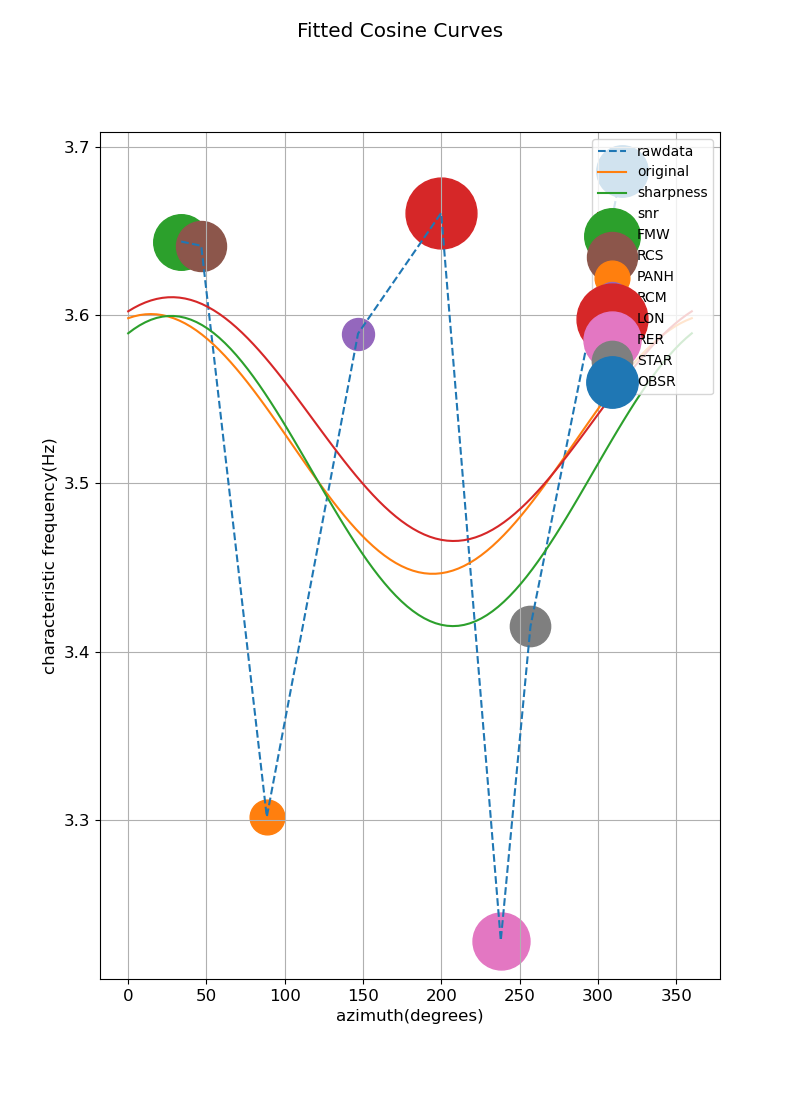 Fitted Cosine Curves
3.7
3.6
3.5
3.4
3.3
characteristic frequency(Hz)
0 50 100 150 200 250 300 350
azimuth(degrees)
rawdata
original
sharpness
snr
FMW
RCS
PANH
RCM
LON
RER
STAR
OBSR